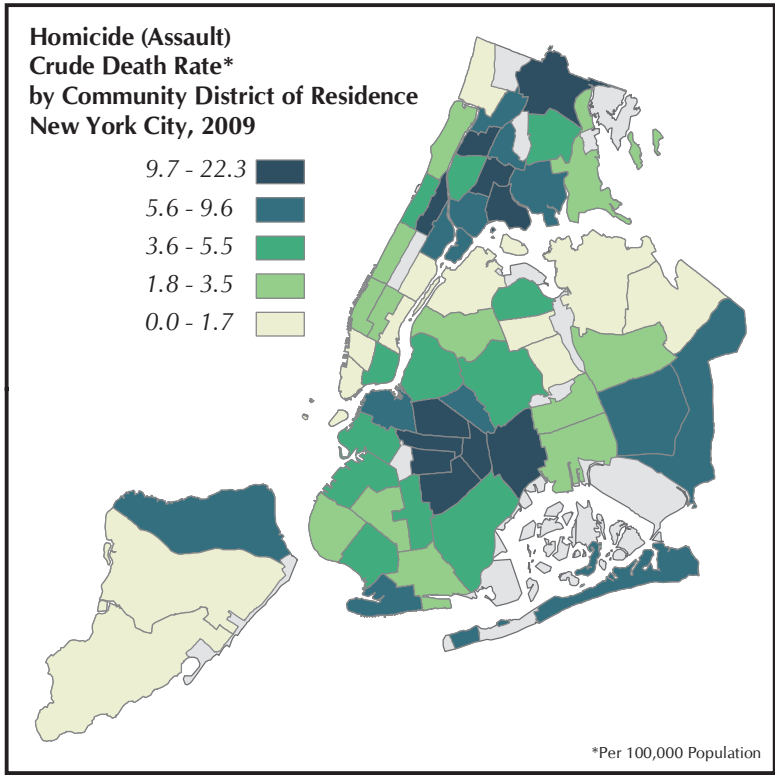 Homicide (Assault)
Crude Death Rate*
by Community District of Residence
New York City, 2009
9.7 - 22.3
5.6 - 9.6
3.6 - 5.5
1.8 - 3.5
0.0 - 1.7
*Per 100,000 Population